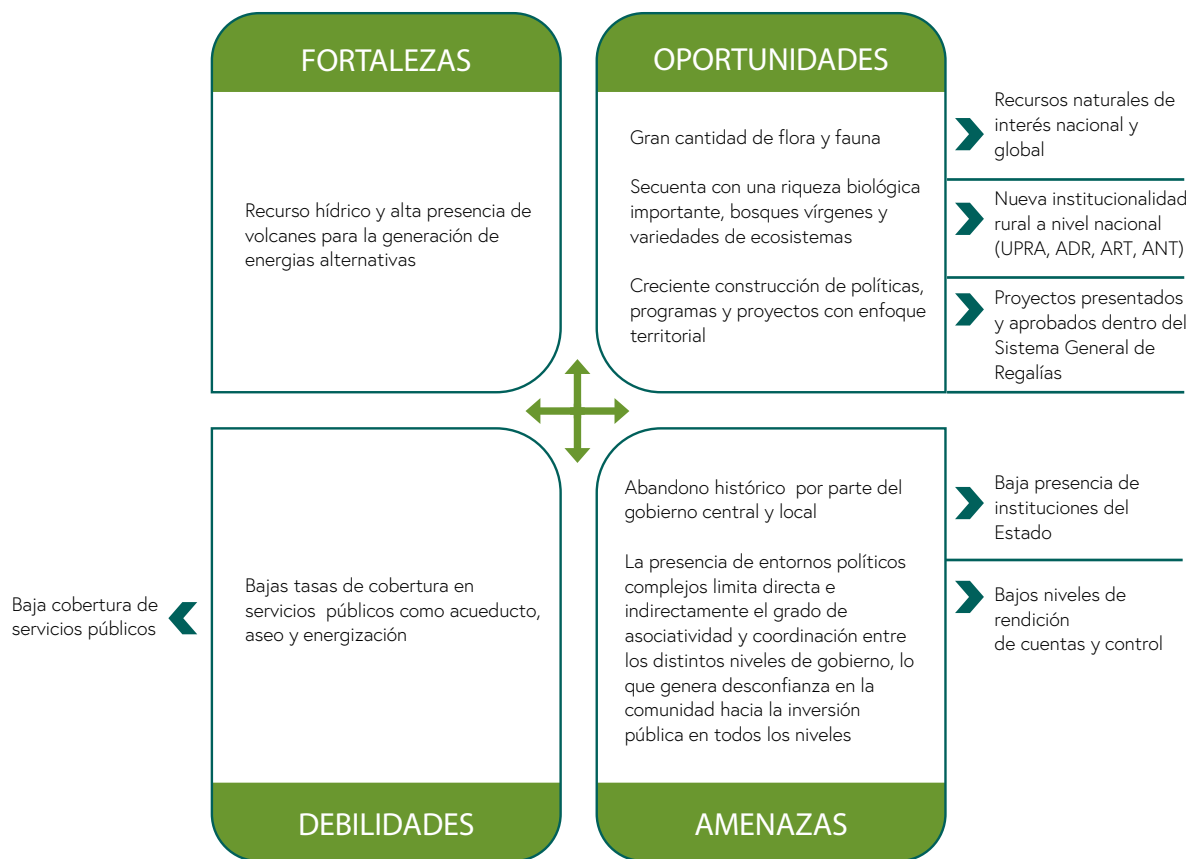 FORTALEZAS
Recurso hídrico y alta presencia de
volcanes para la generación de
energias alternativas
OPORTUNIDADES
Gran cantidad de flora y fauna
Secuenta con una riqueza biológica
importante, bosques vírgenes y
variedades de ecosistemas
Creciente construcción de políticas,
programas y proyectos con enfoque
territorial
Recursos naturales de
interés nacional y
global
Nueva institucionalidad
rural a nivel nacional
(UPRA, ADR, ART, ANT)
Proyectos presentados
y aprobados dentro del
Sistema General de
Regalías
Baja cobertura de
servicios públicos
Bajas tasas de cobertura en
servicios públicos como acueducto,
aseo y energización
DEBILIDADES
Abandono histórico por parte del
gobierno central y local
La presencia de entornos políticos
complejos limita directa e
indirectamente el grado de
asociatividad y coordinación entre
los distintos niveles de gobierno, lo
que genera desconfianza en la
comunidad hacia la inversión
pública en todos los niveles
AMENAZAS
Baja presencia de
instituciones del
Estado
Bajos niveles de
rendición
de cuentas y control